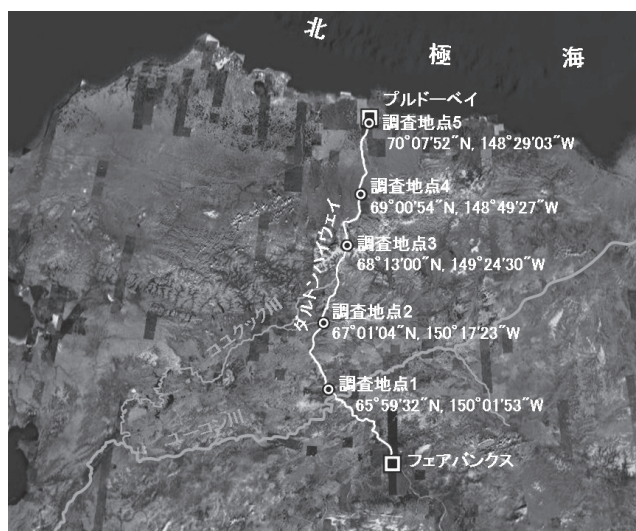 北極海
プルドーベイ
調査地点5
70°07'52"N, 148°29'03"W
調査地点4
69°00'54"N, 148°49'27"W
ダルトンハイウェイ
調査地点3
68°13'00"N, 149°24'30"W
調査地点2
67°01'04"N, 150°17'23"W
コユクック川
調査地点1
65°59'32"N, 150°01'53"W
ユーコン川
フェアバンクス